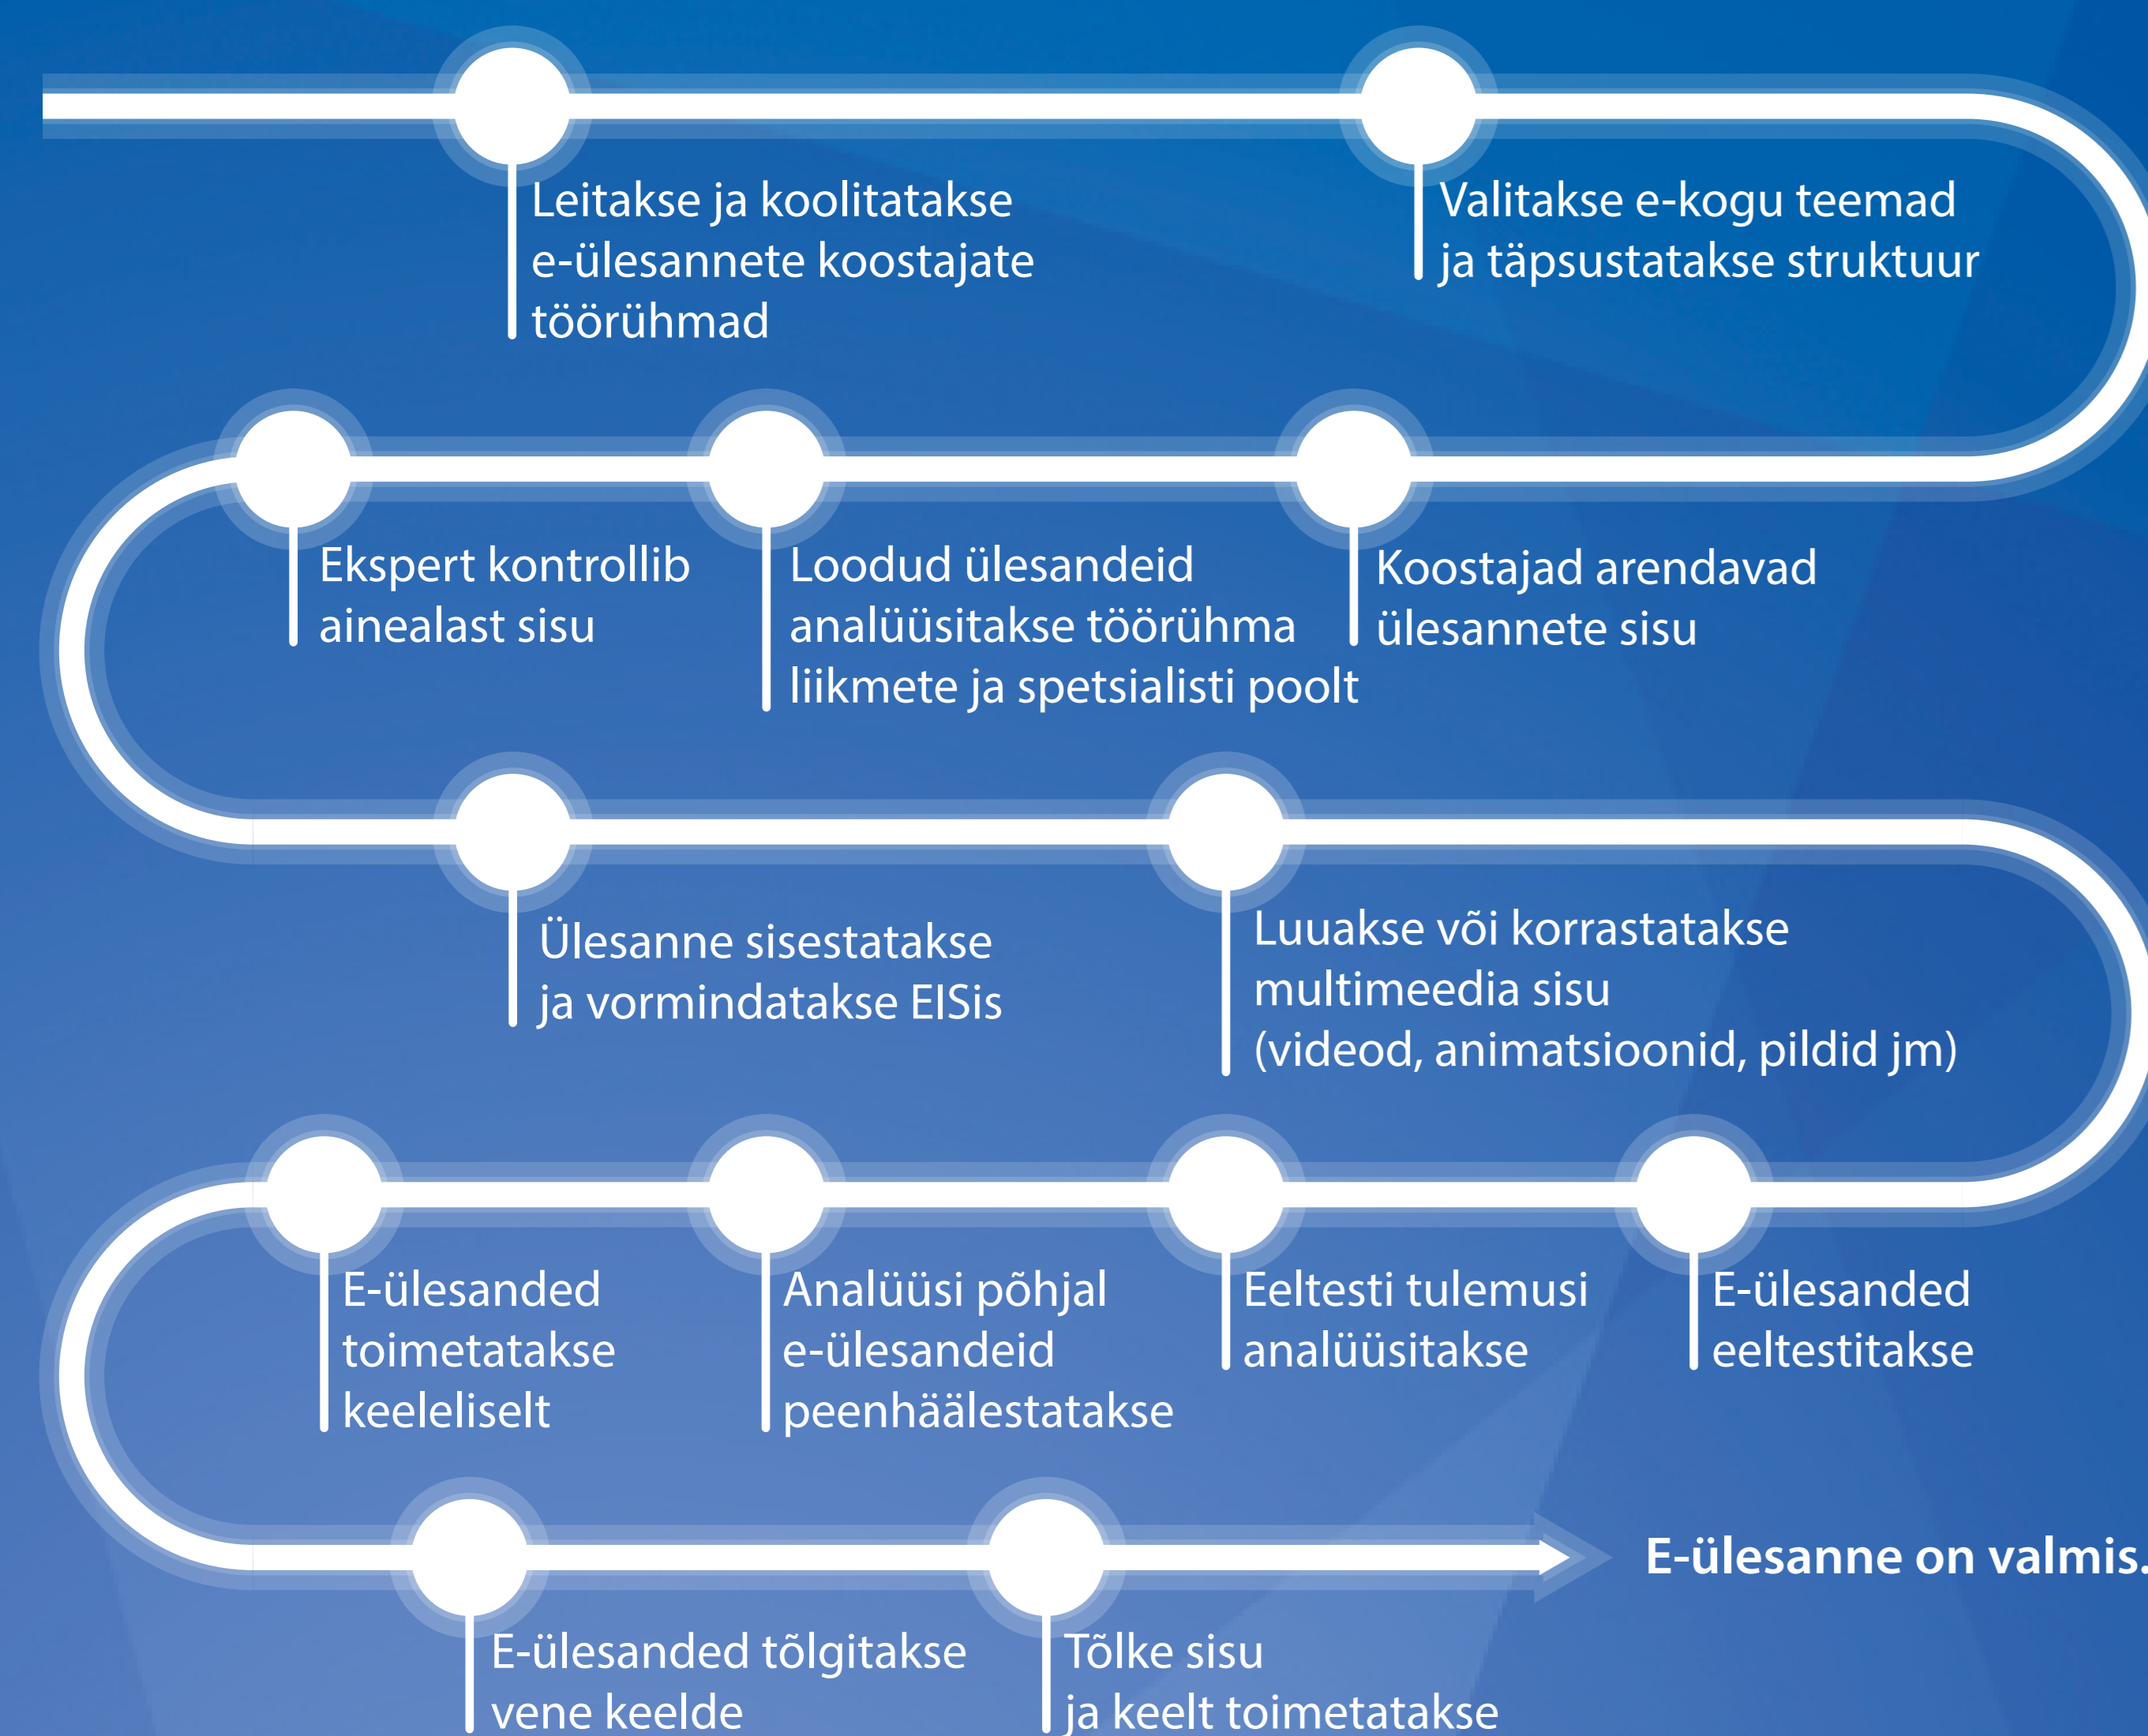 Leitakse ja koolitatakse
e-ülesannete koostajate
töörühmad
Valitakse e-kogu teemad
ja täpsustatakse struktuur
Koostajad arendavad
ülesannete sisu
Loodud ülesandeid
analüüsitakse töörühma
liikmete ja spetsialisti poolt
Ekspert kontrollib
ainealast sisu
Ülesanne sisestatakse
ja vormindatakse EISis
Luuakse või korrastatakse
multimeedia sisu
(videod, animatsioonid, pildid jm)
E-ülesanded
eeltestitakse
Eeltesti tulemusi
analüüsitakse
Analüüsi põhjal
e-ülesandeid
peenhäälestatakse
E-ülesanded
toimetatakse
keeleliselt
E-ülesanded tõlgitakse
vene keelde
Tõlke sisu
ja keelt toimetatakse
E-ülesanne on valmis.